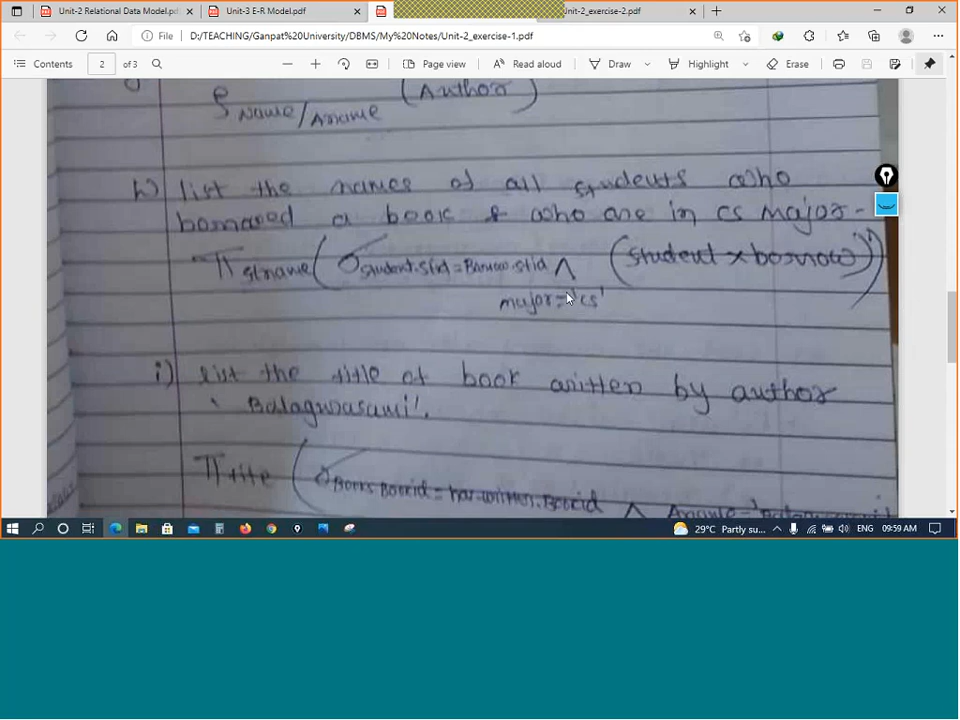 Unit-2 Relational Data Model.pd
Unit-3 E-R Model.pdf
Unit-2_exercise-2.pdf
File
D:/TEACHING/Ganpat%20University/DBMS/My%20Notes/Unit-2_exercise-1.pdf
Contents
2 of 3
Page view
Read aloud
Draw
Highlight
Erase
ρ Name/Aname (Author)
h) list the names of all students who
borrowed a book & who are in cs major-
π stname (σ student.stid = Borrow.stid ∧ (student × borrow))
major = 'cs'
i) list the title of book written by author
'Balagurusami'.
π title (σ Books.Bookid = has-written.Bookid ∧ Aname =
29°C Partly su...
ENG
09:59 AM